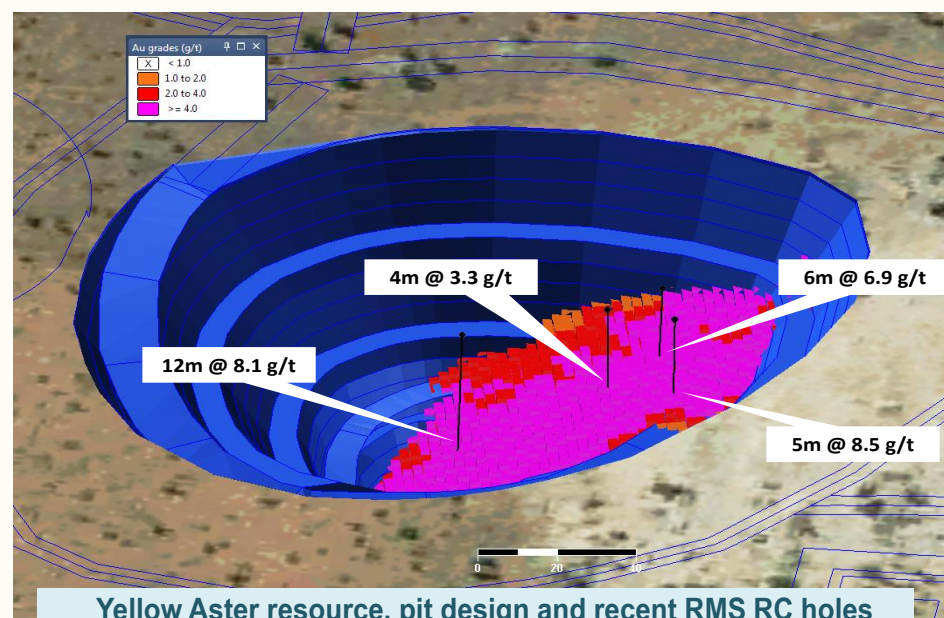 Au grades (g/t)
X < 1.0
1.0 to 2.0
2.0 to 4.0
>= 4.0
4m @ 3.3 g/t
6m @ 6.9 g/t
12m @ 8.1 g/t
5m @ 8.5 g/t
0 20 40
Yellow Aster resource, pit design and recent RMS RC holes